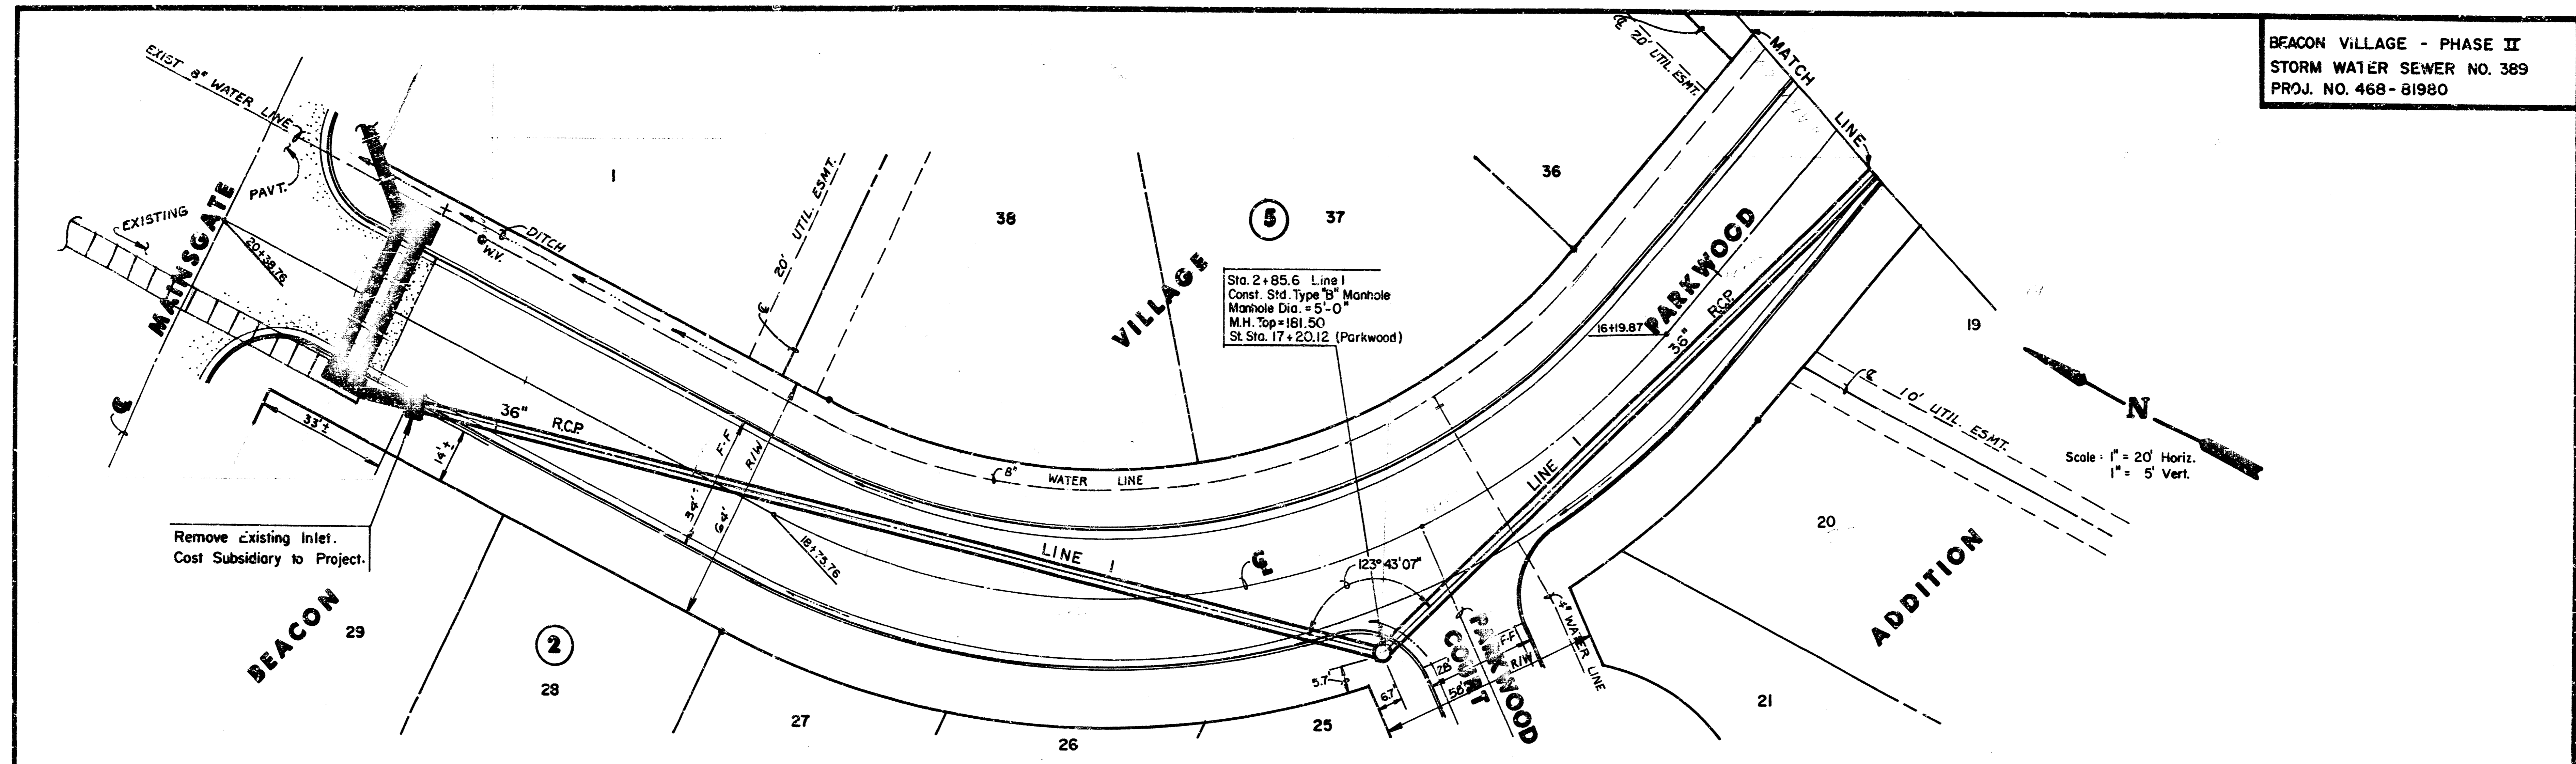 BEACON VILLAGE - PHASE II
STORM WATER SEWER NO. 389
PROJ. NO. 468-81980
EXIST 8" WATER LINE
PAVT.
EXISTING
MAINSGATE
20+38.76
℄
DITCH
W.V.
1
℄ 20' UTIL. ESMT.
38
5
37
36
℄ 20' UTIL. ESMT.
MATCH LINE
VILLAGE
Sta. 2+85.6 Line 1
Const. Std. Type "B" Manhole
Manhole Dia. = 5'-0"
M.H. Top = 181.50
St. Sta. 17+20.12 (Parkwood)
PARKWOOD
16+19.87
36" R.C.P.
LINE 1
19
℄ 10' UTIL. ESMT.
N
Scale : 1" = 20' Horiz.
1" = 5' Vert.
20
ADDITION
21
33'±
14'±
36" R.C.P.
34' F-F
64' R/W
8" WATER LINE
18+75.76
LINE 1
℄
123° 43' 07"
Remove Existing Inlet.
Cost Subsidiary to Project.
BEACON
29
2
28
27
26
25
5.7'
6.7'
28' F-F
58' R/W
PARKWOOD
COURT
4" WATER LINE